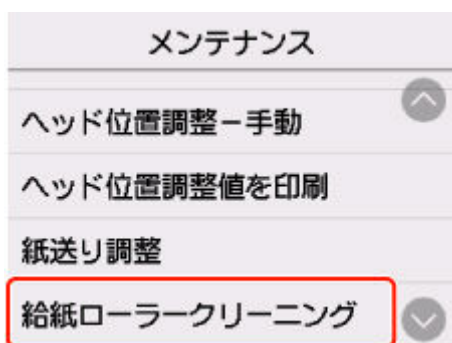 メンテナンス
ヘッド位置調整－手動
ヘッド位置調整値を印刷
紙送り調整
給紙ローラークリーニング